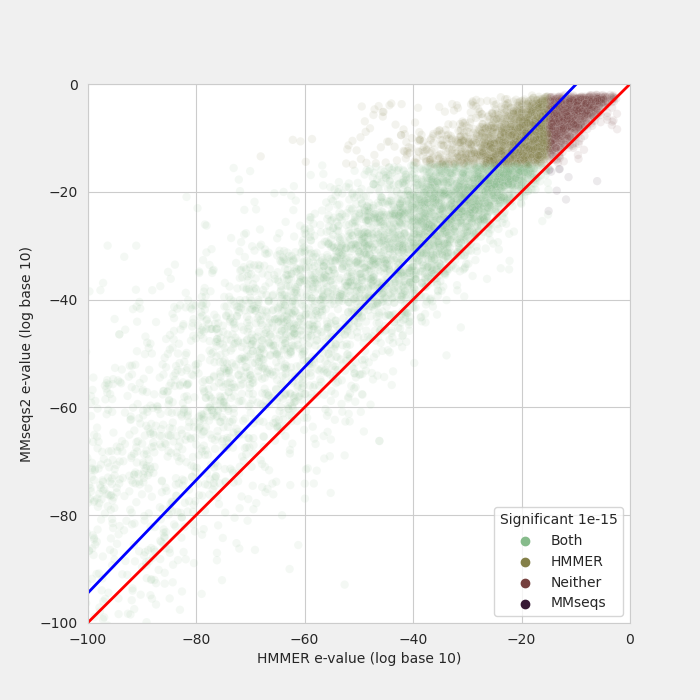 0
−20
−40
−60
−80
−100
MMseqs2 e-value (log base 10)
−100
−80
−60
−40
−20
0
HMMER e-value (log base 10)
Significant 1e-15
Both
HMMER
Neither
MMseqs